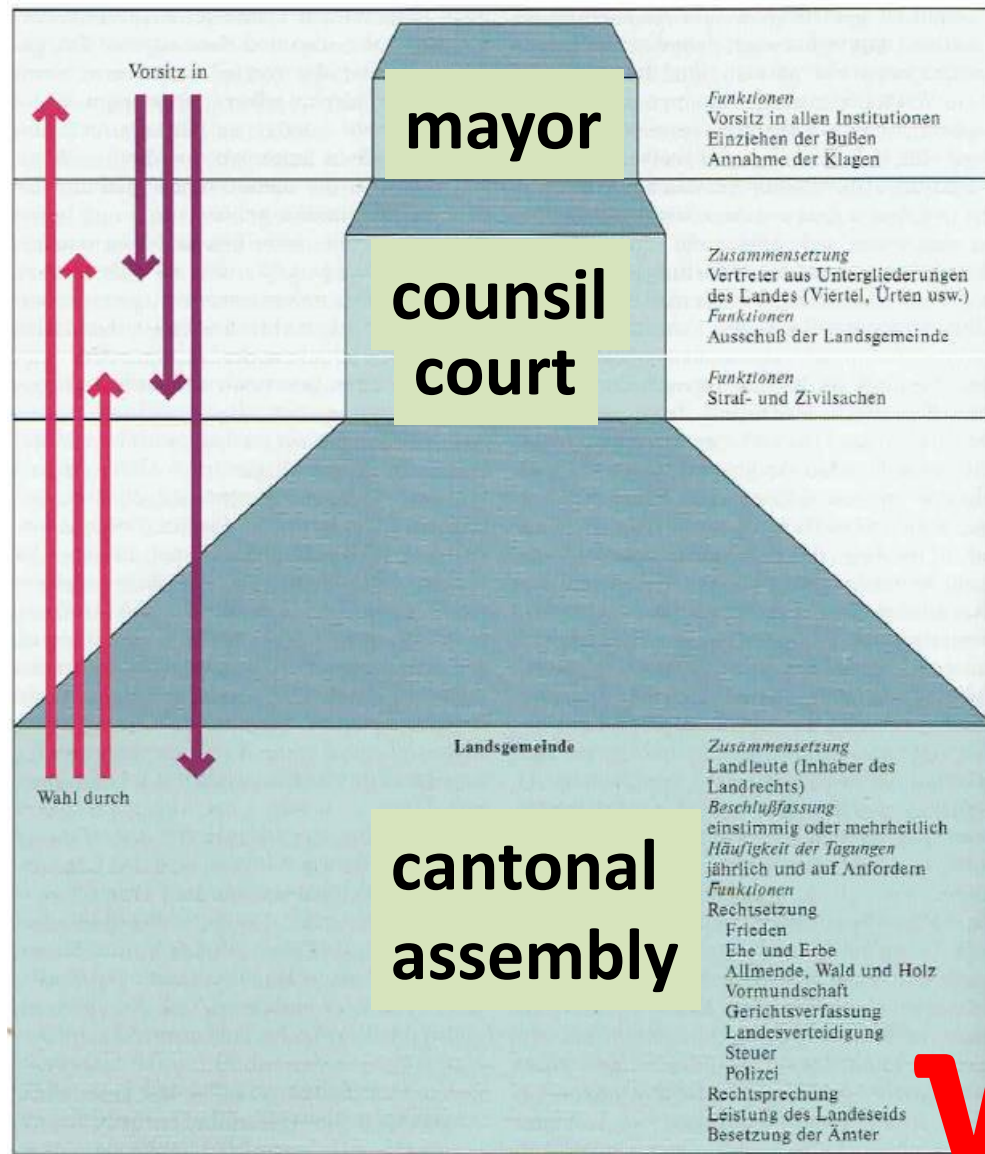 Vorsitz in
mayor
Funktionen
Vorsitz in allen Institutionen
Einziehen der Bußen
Annahme der Klagen
counsil
Zusammensetzung
Vertreter aus Untergliederungen
des Landes (Viertel, Ürten usw.)
Funktionen
Ausschuß der Landsgemeinde
court
Funktionen
Straf- und Zivilsachen
Wahl durch
Landsgemeinde
cantonal
assembly
Zusammensetzung
Landleute (Inhaber des
Landrechts)
Beschlußfassung
einstimmig oder mehrheitlich
Häufigkeit der Tagungen
jährlich und auf Anfordern
Funktionen
Rechtsetzung
Frieden
Ehe und Erbe
Allmende, Wald und Holz
Vormundschaft
Gerichtsverfassung
Landesverteidigung
Steuer
Polizei
Rechtsprechung
Leistung des Landeseids
Besetzung der Ämter